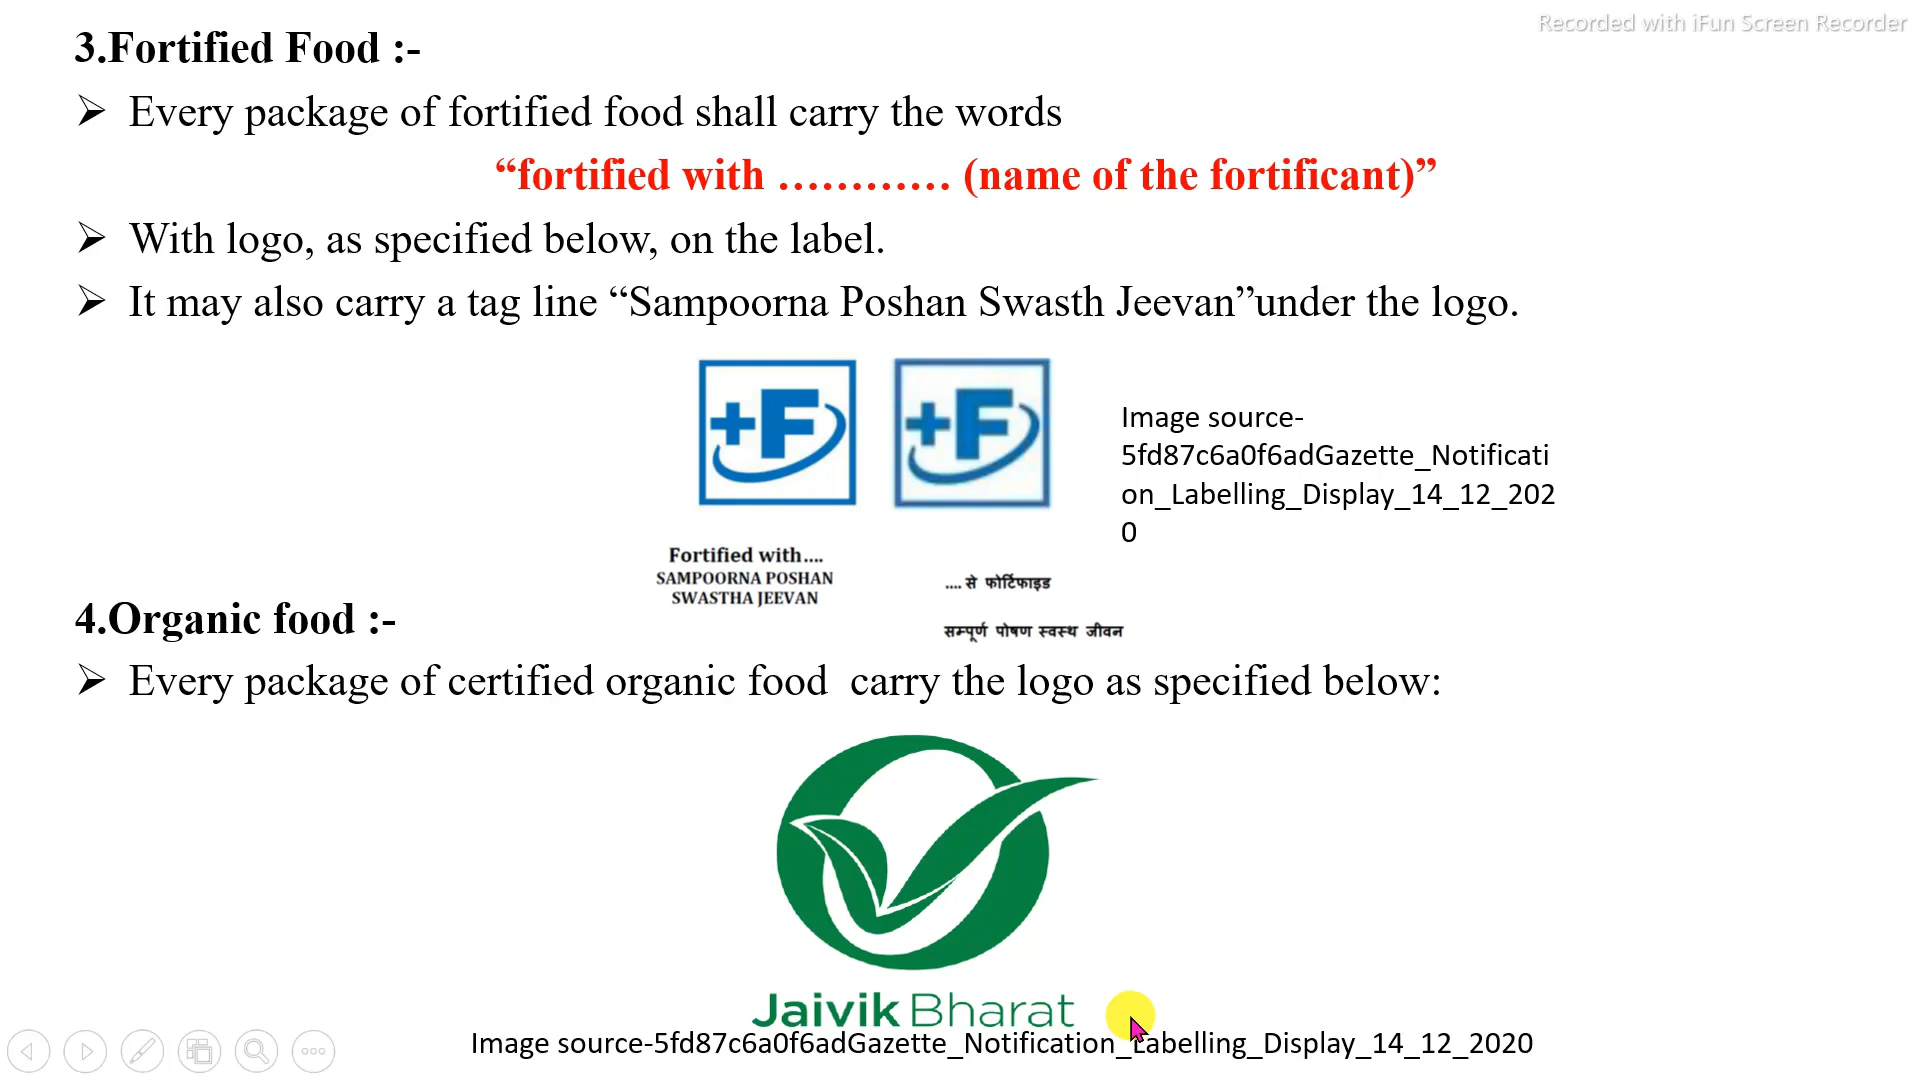 Recorded with iFun Screen Recorder
3.Fortified Food :-
➢ Every package of fortified food shall carry the words
“fortified with ………… (name of the fortificant)”
➢ With logo, as specified below, on the label.
➢ It may also carry a tag line “Sampoorna Poshan Swasth Jeevan”under the logo.
+F
+F
Image source-
5fd87c6a0f6adGazette_Notificati
on_Labelling_Display_14_12_202
0
Fortified with....
SAMPOORNA POSHAN
SWASTHA JEEVAN
.... से फोर्टिफाइड
सम्पूर्ण पोषण स्वस्थ जीवन
4.Organic food :-
➢ Every package of certified organic food  carry the logo as specified below:
Jaivik Bharat
Image source-5fd87c6a0f6adGazette_Notification_Labelling_Display_14_12_2020